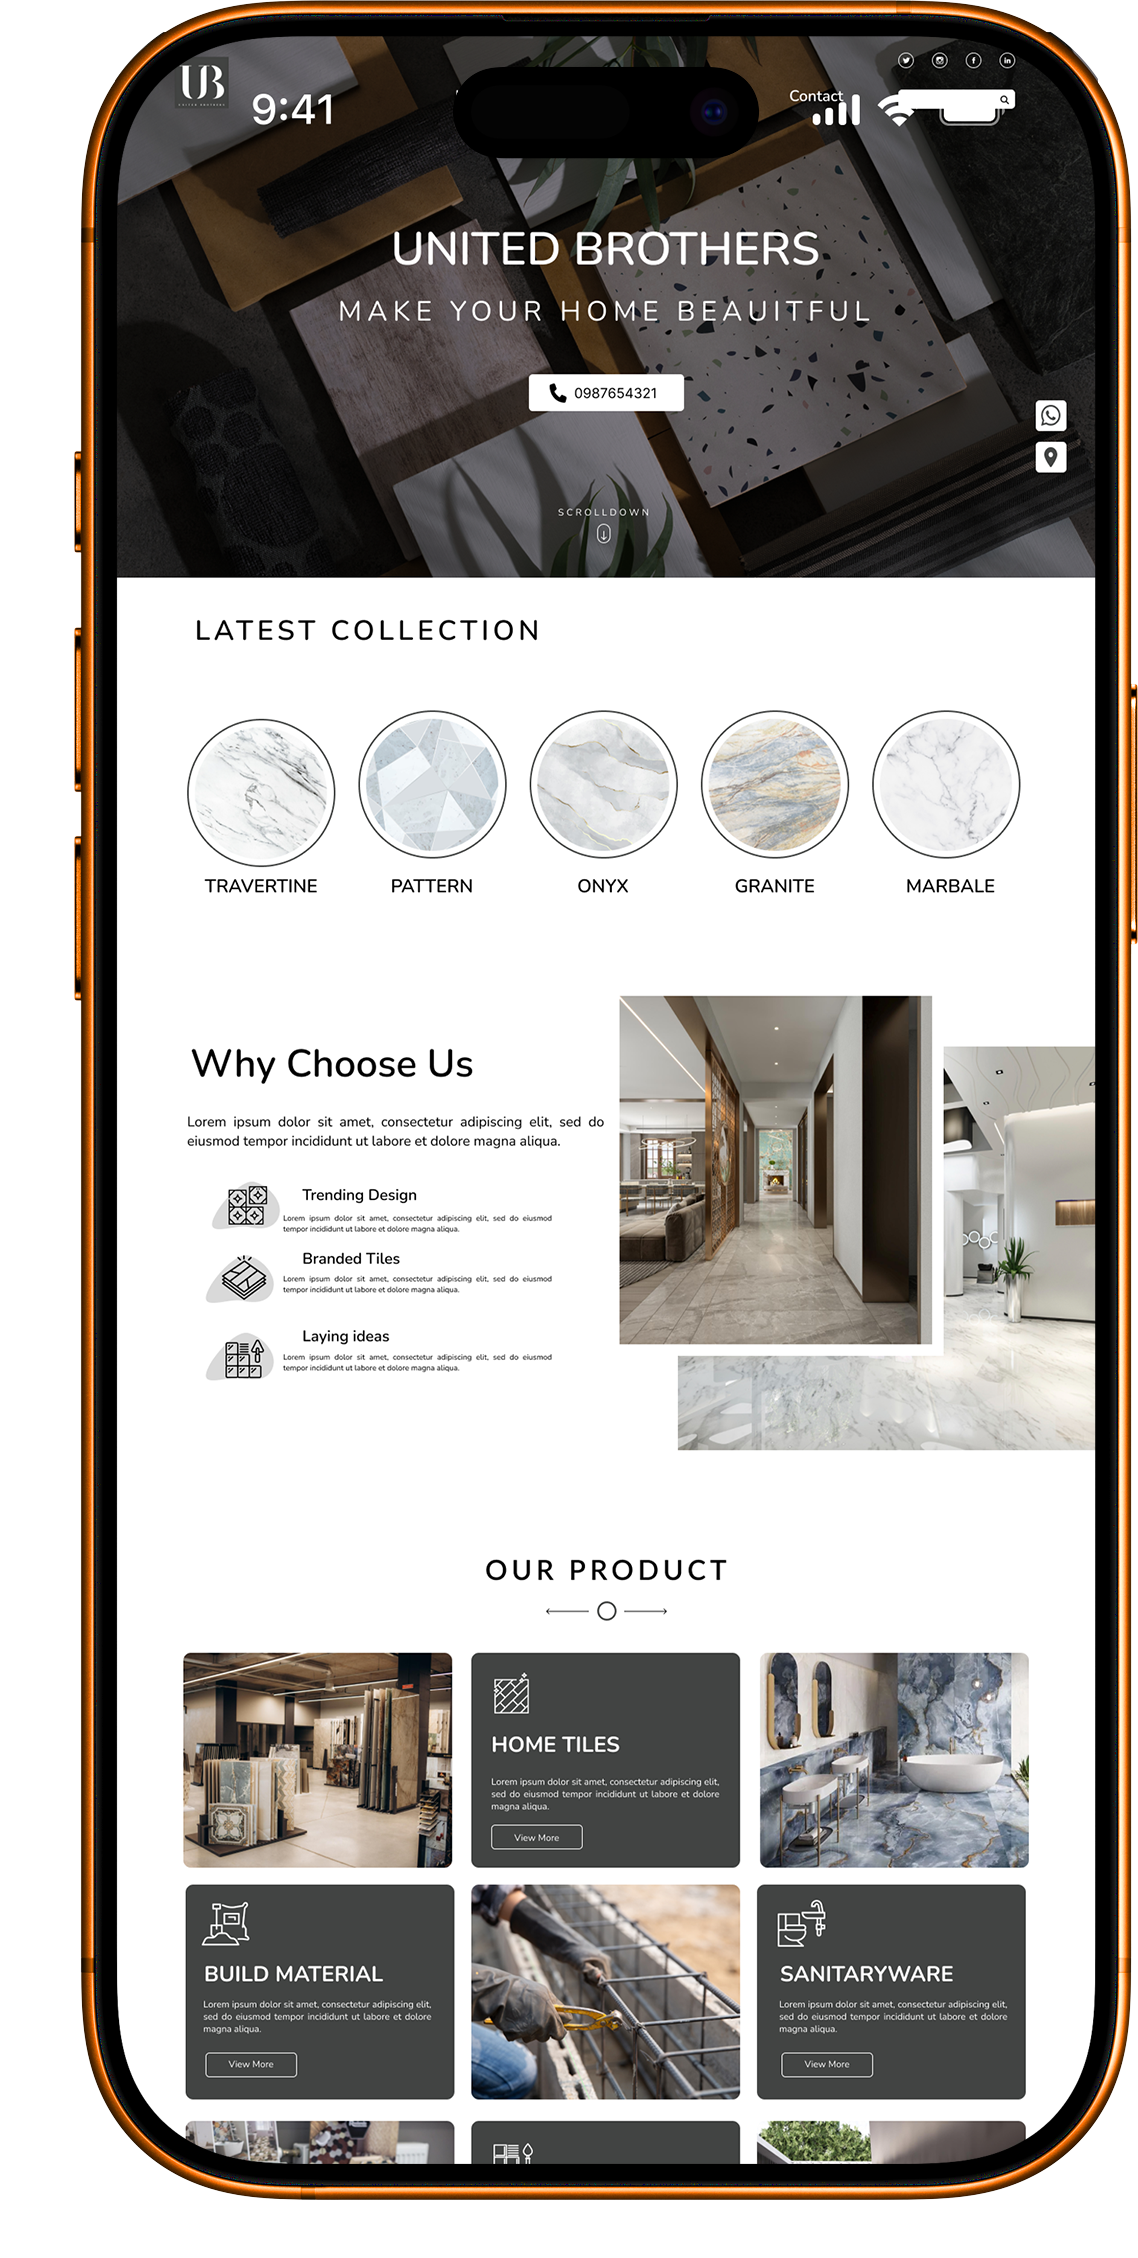 UB
UNITED BROTHERS
9:41
Contact
UNITED BROTHERS
MAKE YOUR HOME BEAUITFUL
0987654321
SCROLLDOWN
LATEST COLLECTION
TRAVERTINE
PATTERN
ONYX
GRANITE
MARBALE
Why Choose Us
Lorem ipsum dolor sit amet, consectetur adipiscing elit, sed do
eiusmod tempor incididunt ut labore et dolore magna aliqua.
Trending Design
Lorem ipsum dolor sit amet, consectetur adipiscing elit, sed do eiusmod
tempor incididunt ut labore et dolore magna aliqua.
Branded Tiles
Lorem ipsum dolor sit amet, consectetur adipiscing elit, sed do eiusmod
tempor incididunt ut labore et dolore magna aliqua.
Laying ideas
Lorem ipsum dolor sit amet, consectetur adipiscing elit, sed do eiusmod
tempor incididunt ut labore et dolore magna aliqua.
OUR PRODUCT
HOME TILES
Lorem ipsum dolor sit amet, consectetur adipiscing elit,
sed do eiusmod tempor incididunt ut labore et dolore
magna aliqua.
View More
BUILD MATERIAL
Lorem ipsum dolor sit amet, consectetur adipiscing elit,
sed do eiusmod tempor incididunt ut labore et dolore
magna aliqua.
View More
SANITARYWARE
Lorem ipsum dolor sit amet, consectetur adipiscing elit,
sed do eiusmod tempor incididunt ut labore et dolore
magna aliqua.
View More